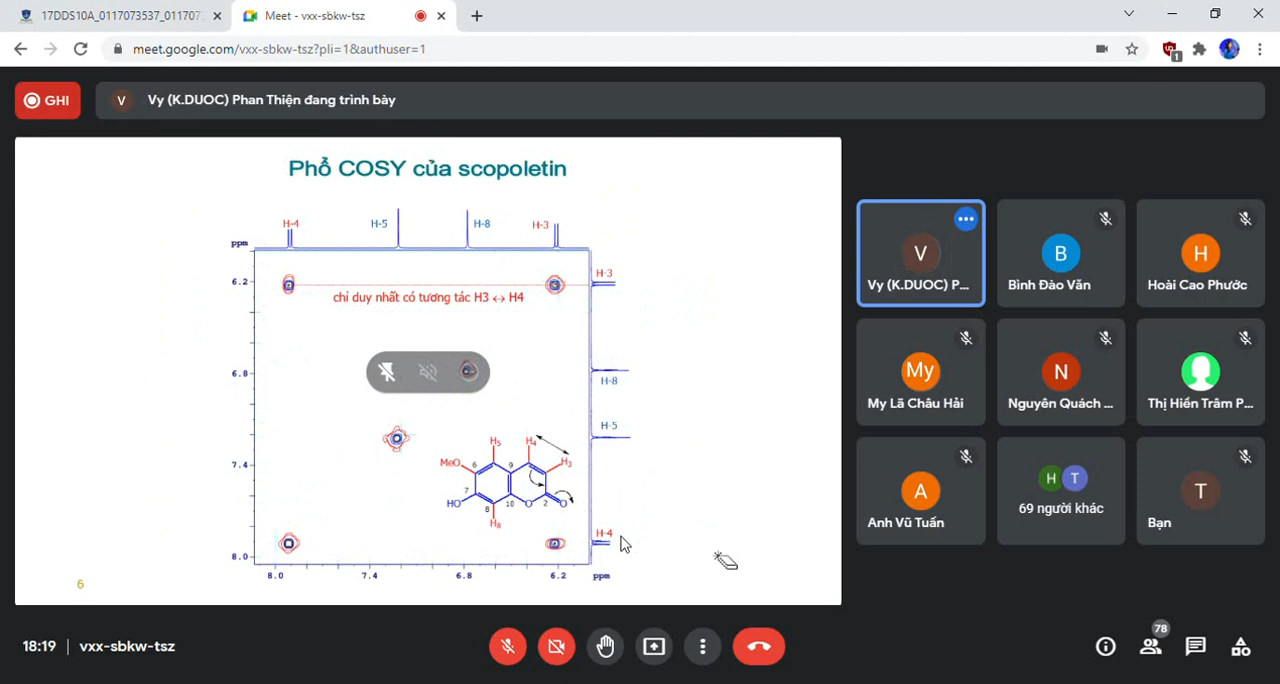 17DDS10A_0117073537_0117073
Meet - vxx-sbkw-tsz
meet.google.com/vxx-sbkw-tsz?pli=1&authuser=1
1
GHI
V
Vy (K.DUOC) Phan Thiện đang trình bày
Phổ COSY của scopoletin
H-4
H-5
H-8
H-3
ppm
6.2
6.8
7.4
8.0
chỉ duy nhất có tương tác H3 ↔ H4
H-3
H-8
H-5
H-4
H5
H4
H3
MeO
6
9
HO
7
8
10
O
2
O
H8
8.0
7.4
6.8
6.2
ppm
6
V
Vy (K.DUOC) P...
B
Bình Đào Văn
H
Hoài Cao Phước
My
My Lã Châu Hải
N
Nguyên Quách ...
Thị Hiền Trâm P...
A
Anh Vũ Tuấn
H T
69 người khác
T
Bạn
18:19 | vxx-sbkw-tsz
78